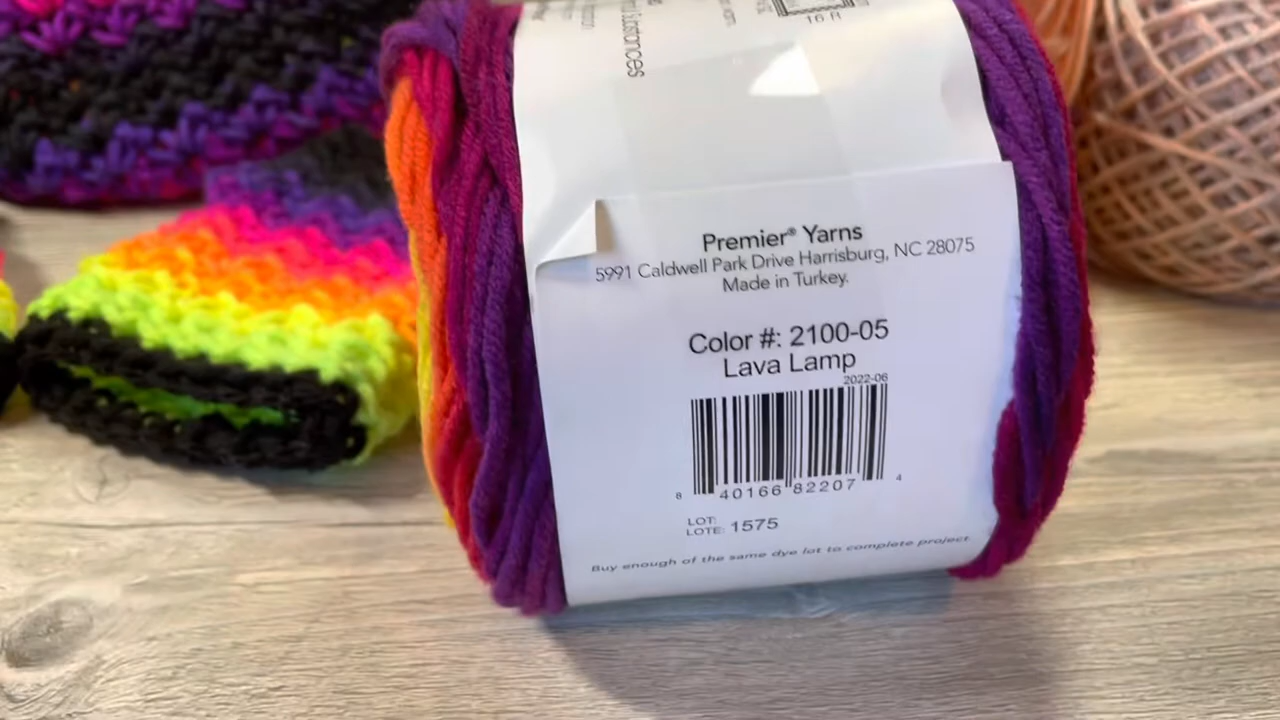 16 Ft
Premier® Yarns
5991 Caldwell Park Drive Harrisburg, NC 28075
Made in Turkey.
Color #: 2100-05
Lava Lamp
2022-06
8 40166 82207 4
LOT:
LOTE: 1575
Buy enough of the same dye lot to complete project.